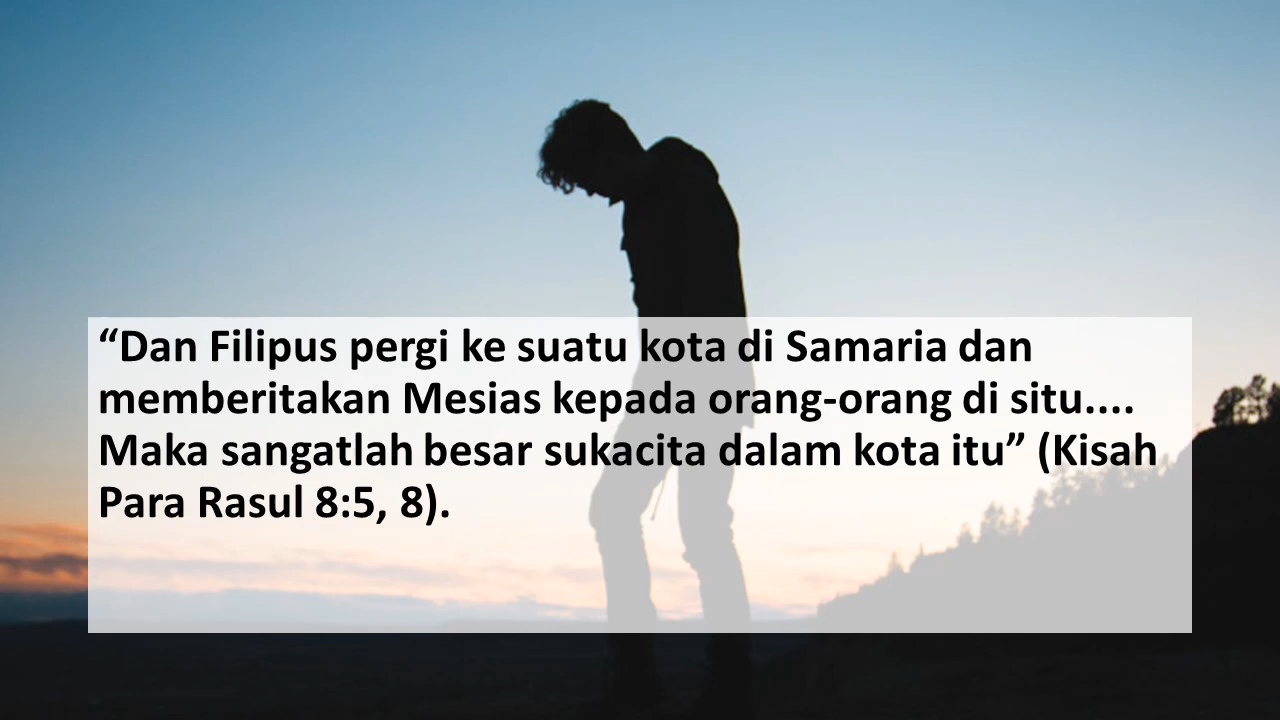 “Dan Filipus pergi ke suatu kota di Samaria dan
memberitakan Mesias kepada orang-orang di situ....
Maka sangatlah besar sukacita dalam kota itu” (Kisah
Para Rasul 8:5, 8).